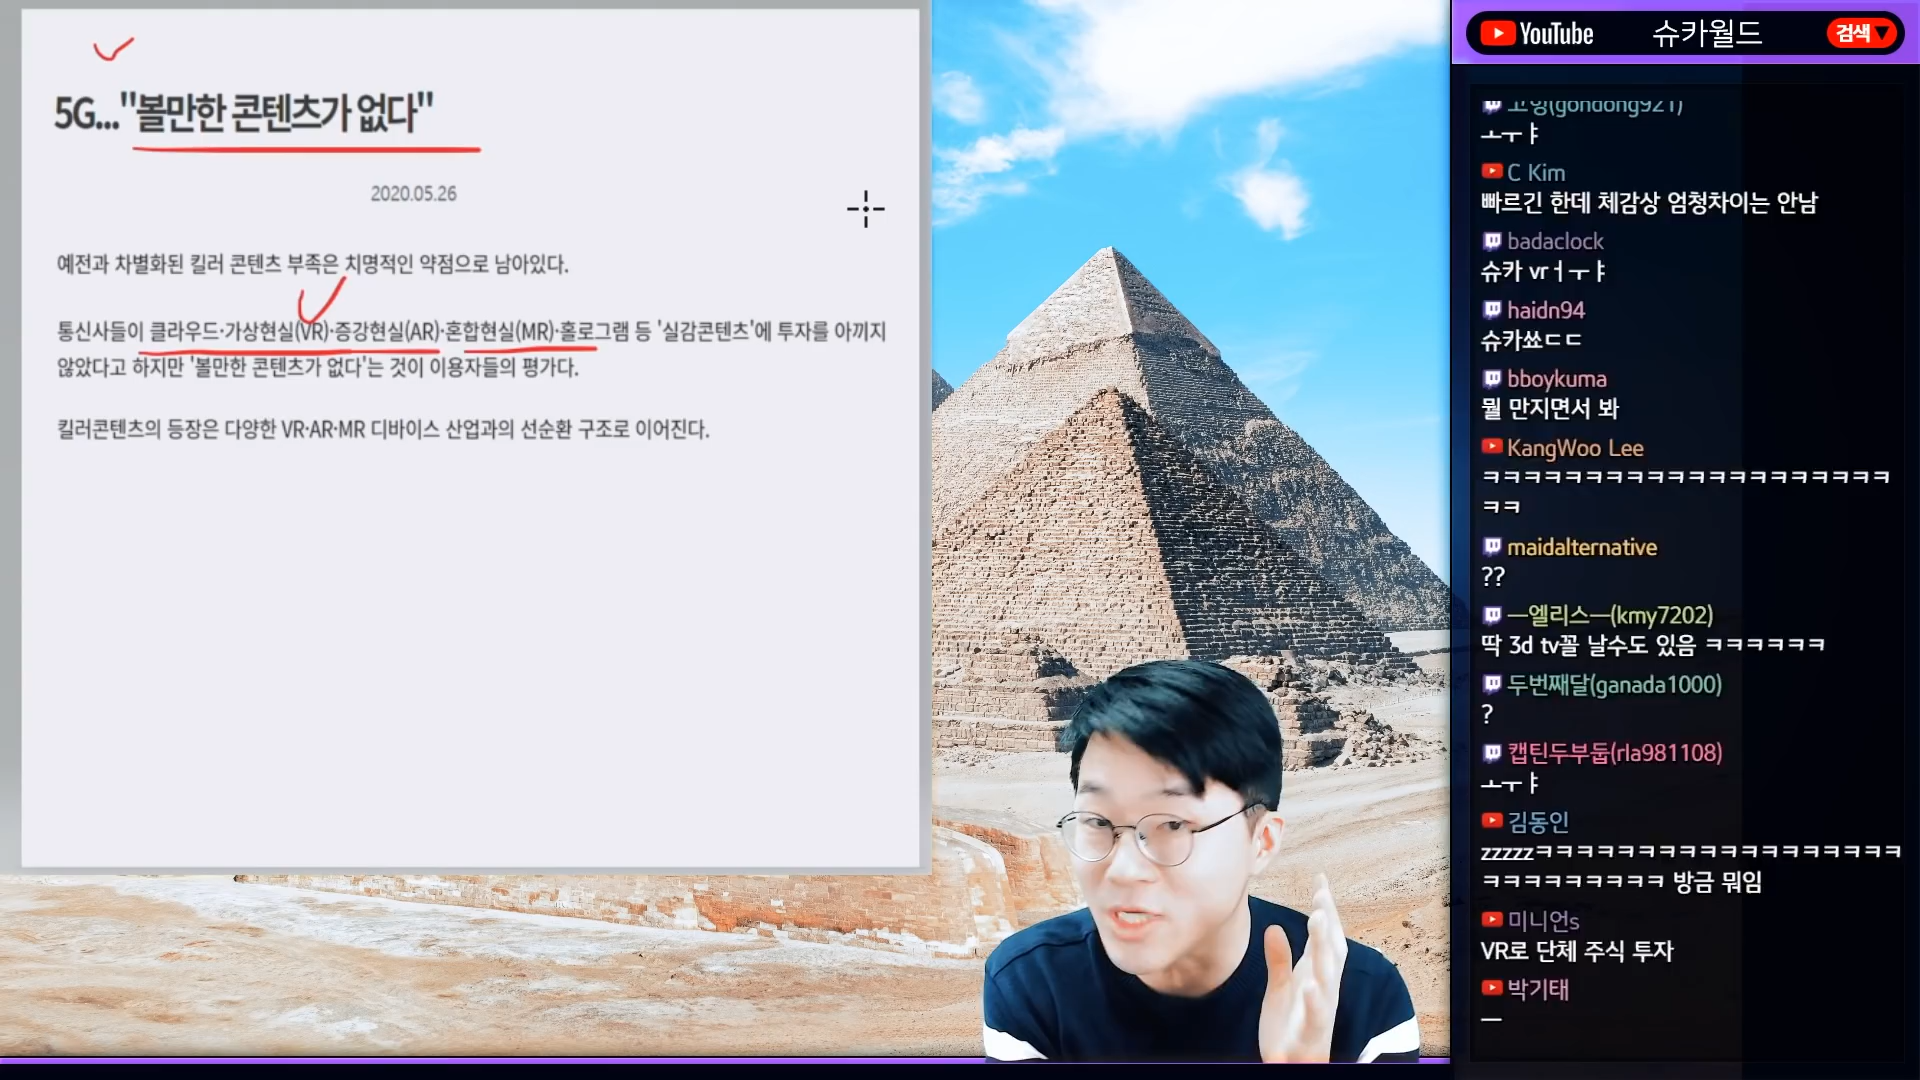 5G..."볼만한 콘텐츠가 없다"
2020.05.26
예전과 차별화된 킬러 콘텐츠 부족은 치명적인 약점으로 남아있다.
통신사들이 클라우드·가상현실(VR)·증강현실(AR)·혼합현실(MR)·홀로그램 등 '실감콘텐츠'에 투자를 아끼지
않았다고 하지만 '볼만한 콘텐츠가 없다'는 것이 이용자들의 평가다.
킬러콘텐츠의 등장은 다양한 VR·AR·MR 디바이스 산업과의 선순환 구조로 이어진다.
YouTube 슈카월드 검색▼
(gondong921)
ㅗㅜㅑ
C Kim
빠르긴 한데 체감상 엄청차이는 안남
badaclock
슈카 vrㅓㅜㅑ
haidn94
슈카쑈ㄷㄷ
bboykuma
뭘 만지면서 봐
KangWoo Lee
ㅋㅋㅋㅋㅋㅋㅋㅋㅋㅋㅋㅋㅋㅋㅋㅋㅋㅋㅋㅋ
ㅋㅋ
maidalternative
??
―엘리스―(kmy7202)
딱 3d tv꼴 날수도 있음 ㅋㅋㅋㅋㅋㅋ
두번째달(ganada1000)
?
캡틴두부둡(rla981108)
ㅗㅜㅑ
김동인
zzzzzㅋㅋㅋㅋㅋㅋㅋㅋㅋㅋㅋㅋㅋㅋㅋㅋㅋㅋ
ㅋㅋㅋㅋㅋㅋㅋㅋㅋ 방금 뭐임
미니언s
VR로 단체 주식 투자
박기태
ㅡ